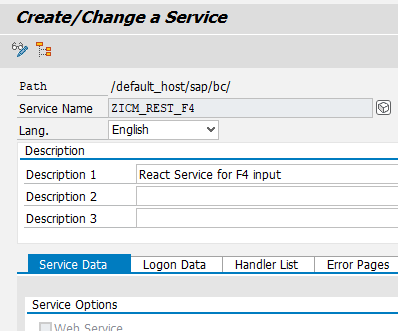 Create/Change a Service
Path /default_host/sap/bc/
Service Name ZICM_REST_F4
Lang. English
Description
Description 1 React Service for F4 input
Description 2
Description 3
Service Data Logon Data Handler List Error Pages
Service Options
Web Service